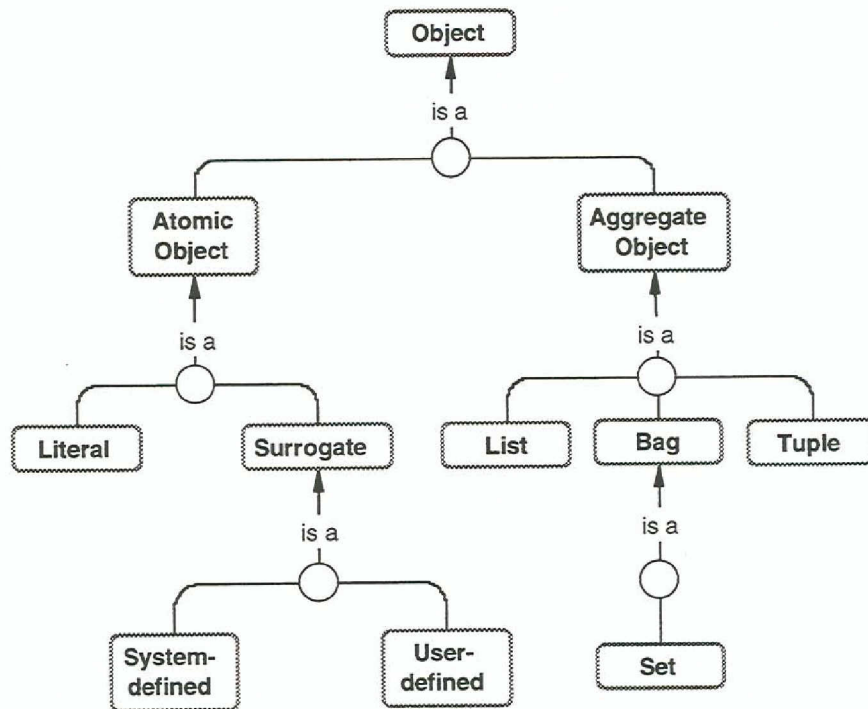 Object
is a
Atomic
Object
Aggregate
Object
is a
is a
Literal
Surrogate
List
Bag
Tuple
is a
is a
System-
defined
User-
defined
Set